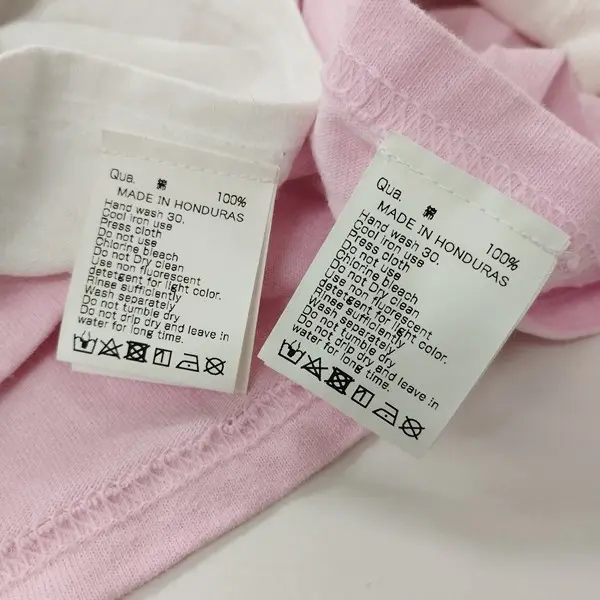 Qua. 綿 100%
MADE IN HONDURAS
Hand wash 30.
Cool iron use
Press cloth
Do not use
Chlorine bleach
Do not Dry clean
Use non fluorescent
detetgent for light color.
Rinse sufficiently
Wash separately
Do not tumble dry
Do not drip dry and leave in
water for long time.
Qua. 綿 100%
MADE IN HONDURAS
Hand wash 30.
Cool iron use
Press cloth
Do not use
Chlorine bleach
Do not Dry clean
Use non fluorescent
detetgent for light color.
Rinse sufficiently
Wash separately
Do not tumble dry
Do not drip dry and leave in
water for long time.